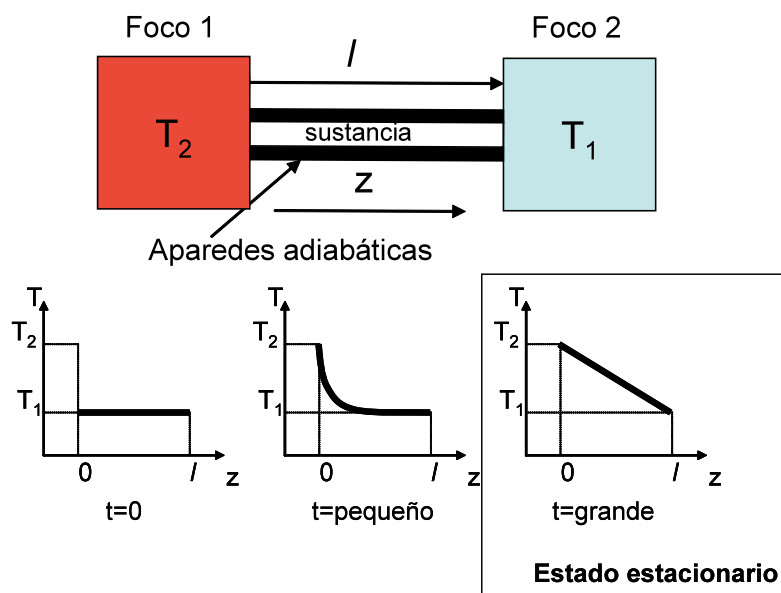 Foco 1
Foco 2
l
T2
sustancia
T1
z
Aparedes adiabáticas
T
T2
T1
0
l
z
t=0
T
T2
T1
0
l
z
t=pequeño
T
T2
T1
0
l
z
t=grande
Estado estacionario